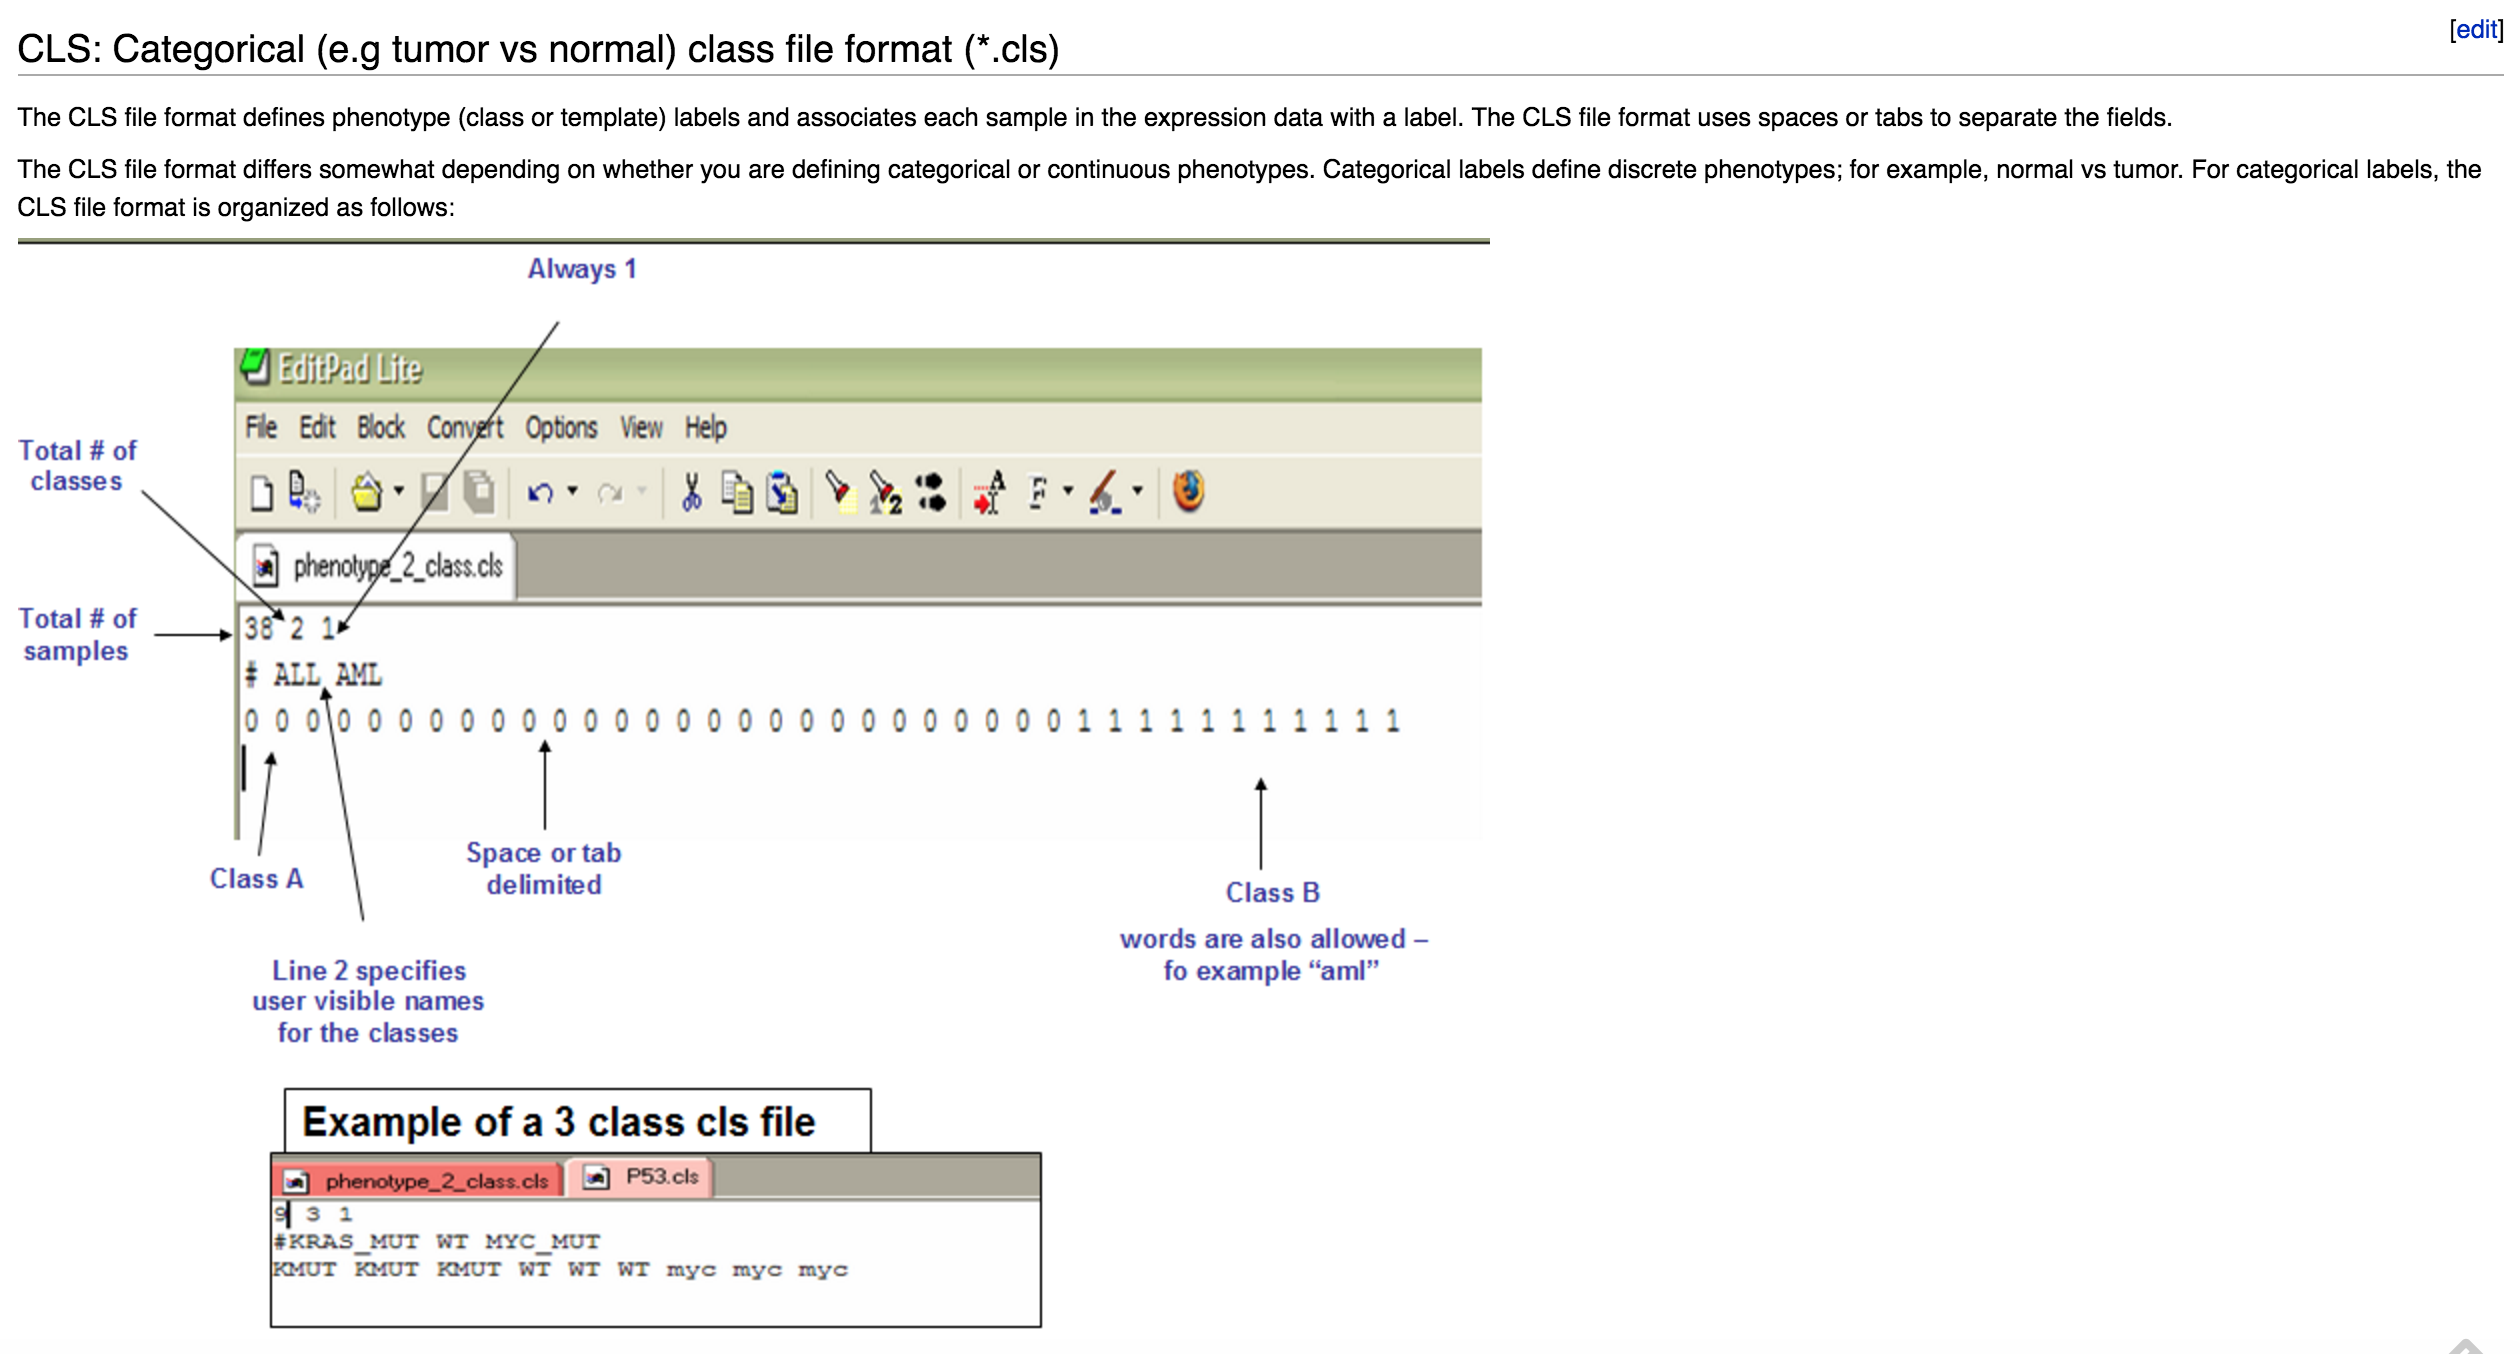 [edit]
CLS: Categorical (e.g tumor vs normal) class file format (*.cls)
The CLS file format defines phenotype (class or template) labels and associates each sample in the expression data with a label. The CLS file format uses spaces or tabs to separate the fields.
The CLS file format differs somewhat depending on whether you are defining categorical or continuous phenotypes. Categorical labels define discrete phenotypes; for example, normal vs tumor. For categorical labels, the
CLS file format is organized as follows:
Always 1
EditPad Lite
File Edit Block Convert Options View Help
Total # of
classes
phenotype_2_class.cls
Total # of
samples
38 2 1
# ALL AML
0 0 0 0 0 0 0 0 0 0 0 0 0 0 0 0 0 0 0 0 0 0 0 0 0 0 0 1 1 1 1 1 1 1 1 1 1 1
Class A
Space or tab
delimited
Class B
words are also allowed –
fo example “aml”
Line 2 specifies
user visible names
for the classes
Example of a 3 class cls file
phenotype_2_class.cls
P53.cls
9 3 1
#KRAS_MUT WT MYC_MUT
KMUT KMUT KMUT WT WT WT myc myc myc